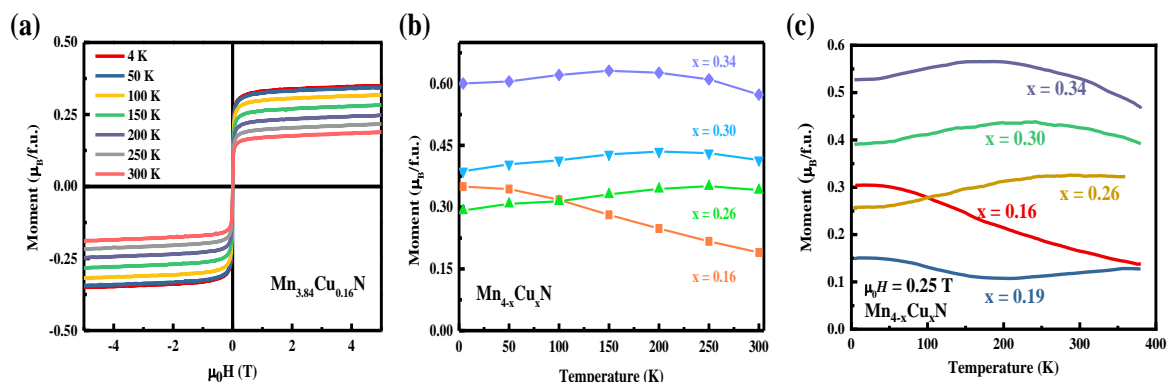 (a)
0.50
0.25
0.00
-0.25
-0.50
Moment (μB/f.u.)
4 K
50 K
100 K
150 K
200 K
250 K
300 K
Mn3.84Cu0.16N
-4
-2
0
2
4
μ0H (T)
(b)
0.60
0.45
0.30
0.15
0.00
Moment (μB/f.u.)
x = 0.34
x = 0.30
x = 0.26
x = 0.16
Mn4-xCuxN
0
50
100
150
200
250
300
Temperature (K)
(c)
0.6
0.5
0.4
0.3
0.2
0.1
0.0
Moment (μB/f.u.)
x = 0.34
x = 0.30
x = 0.26
x = 0.16
x = 0.19
μ0H = 0.25 T
Mn4-xCuxN
0
100
200
300
400
Temperature (K)